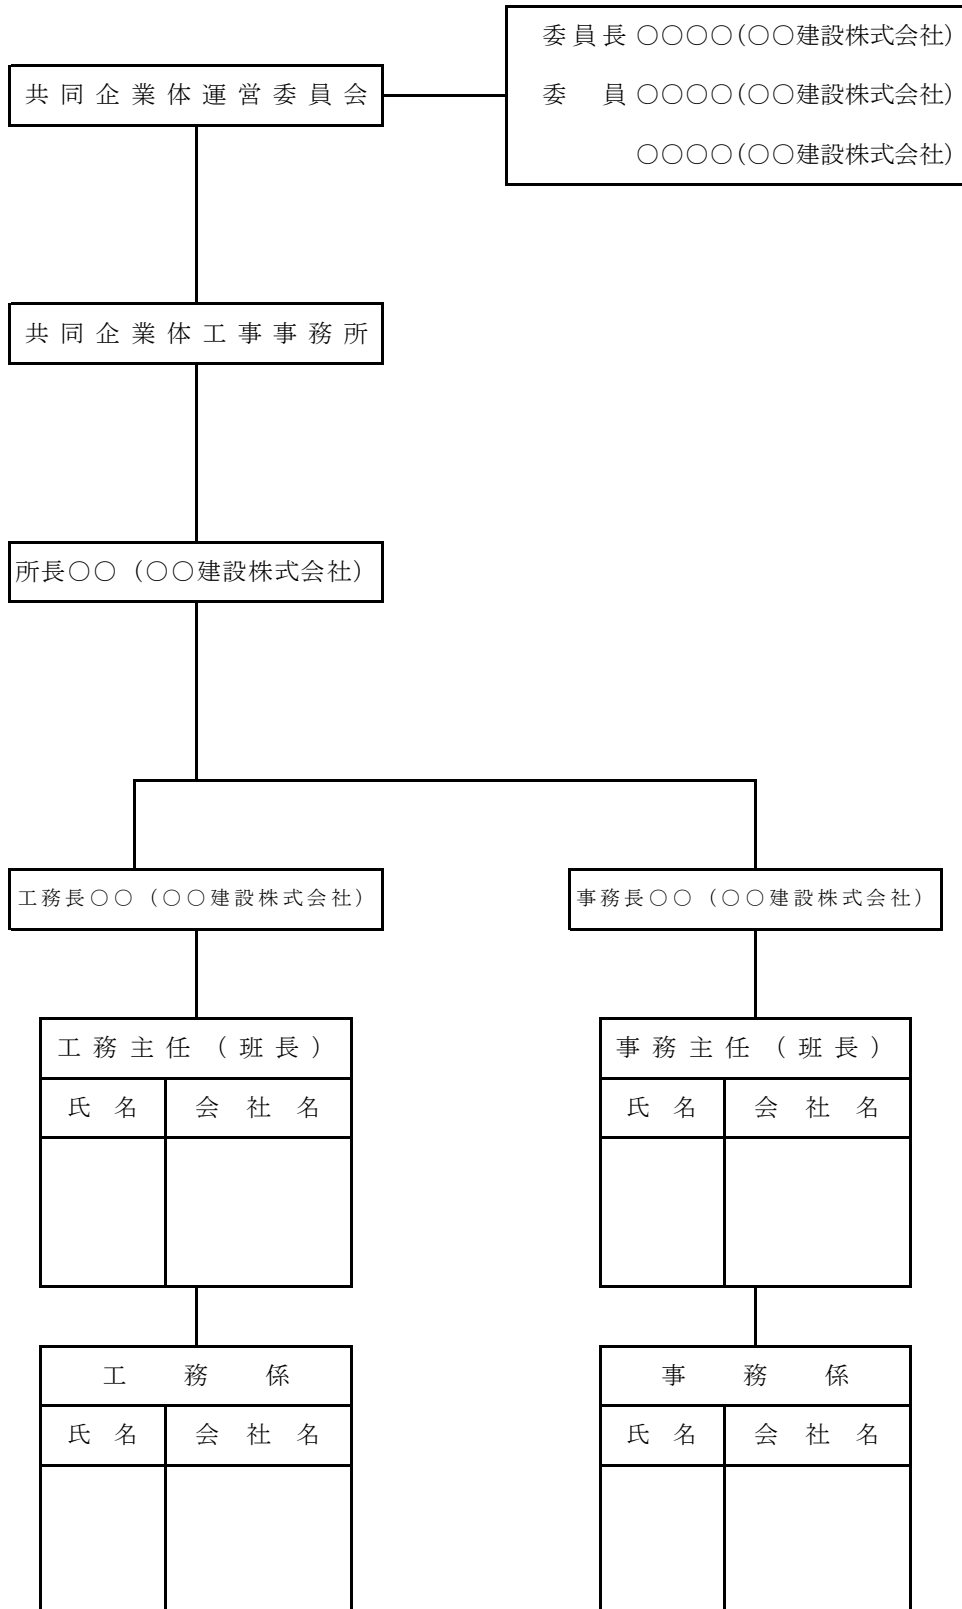 委員長 ○○○○(○○建設株式会社)
共同企業体運営委員会
委　員 ○○○○(○○建設株式会社)
○○○○(○○建設株式会社)
共同企業体工事事務所
所長○○（○○建設株式会社）
工務長○○（○○建設株式会社）
事務長○○（○○建設株式会社）
工務主任（班長）
事務主任（班長）
氏名 会社名
氏名 会社名
工務係
事務係
氏名 会社名
氏名 会社名